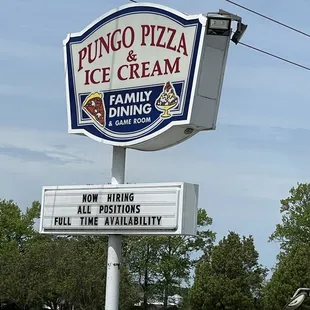 PUNGO PIZZA
&
ICE CREAM
FAMILY
DINING
& GAME ROOM
NOW HIRING
ALL POSITIONS
FULL TIME AVAILABILITY